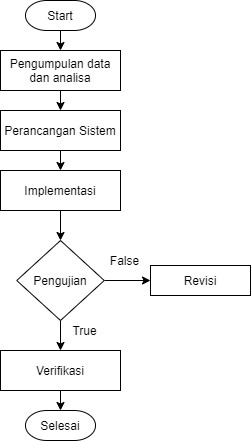 Start
Pengumpulan data
dan analisa
Perancangan Sistem
Implementasi
False
Pengujian
Revisi
True
Verifikasi
Selesai